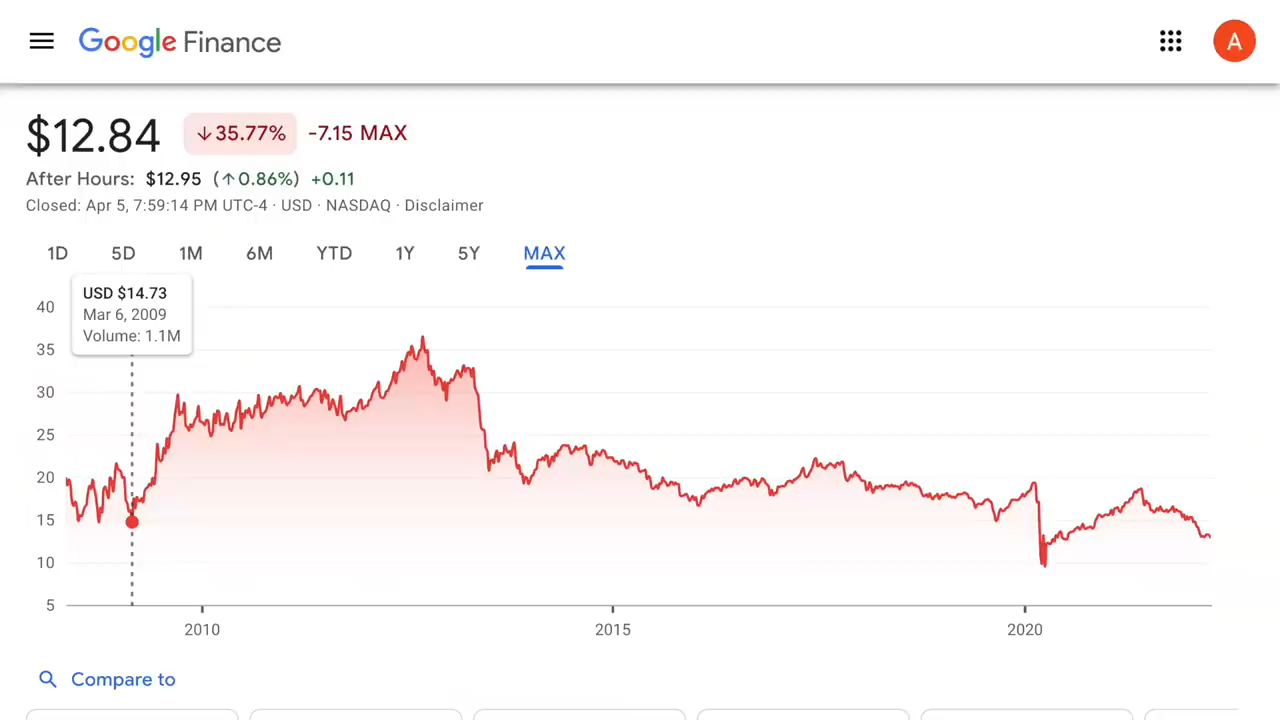 Google Finance
A
$12.84 ↓35.77% -7.15 MAX
After Hours: $12.95 (↑0.86%) +0.11
Closed: Apr 5, 7:59:14 PM UTC-4 · USD · NASDAQ · Disclaimer
1D 5D 1M 6M YTD 1Y 5Y MAX
USD $14.73
Mar 6, 2009
Volume: 1.1M
40
35
30
25
20
15
10
5
2010 2015 2020
Compare to